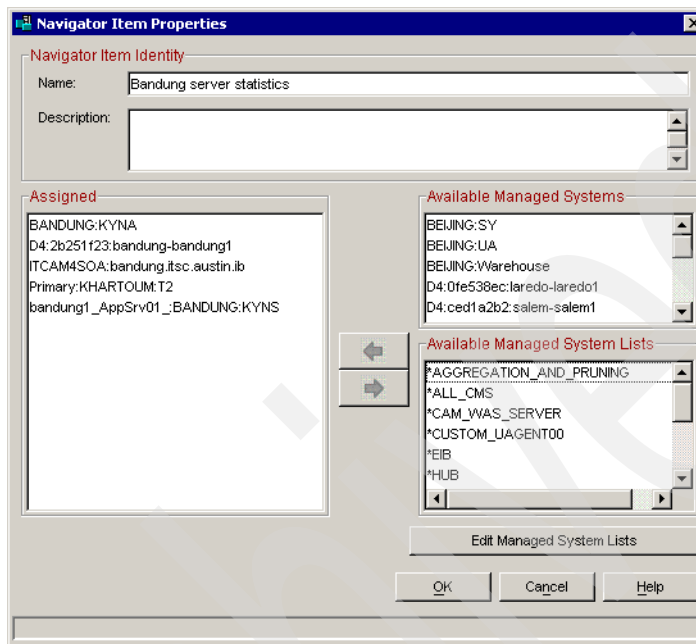 Navigator Item Properties
Navigator Item Identity
Name: Bandung server statistics
Description:
Assigned
BANDUNG:KYNA
D4:2b251f23:bandung-bandung1
ITCAM4SOA:bandung.itsc.austin.ib
Primary:KHARTOUM:T2
bandung1_AppSrv01_:BANDUNG:KYNS
Available Managed Systems
BEIJING:SY
BEIJING:UA
BEIJING:Warehouse
D4:0fe538ec:laredo-laredo1
D4:ced1a2b2:salem-salem1
Available Managed System Lists
*AGGREGATION_AND_PRUNING
*ALL_CMS
*CAM_WAS_SERVER
*CUSTOM_UAGENT00
*EIB
*HUB
Edit Managed System Lists
OK Cancel Help